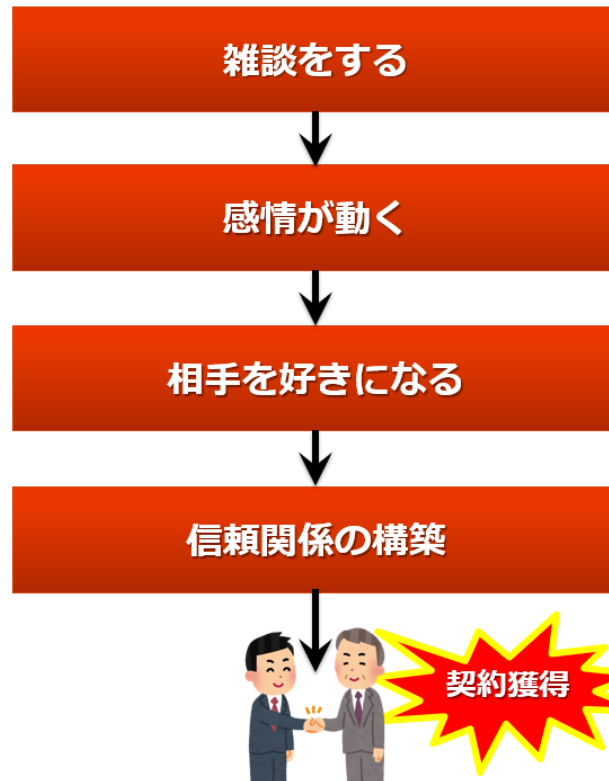 雑談をする
感情が動く
相手を好きになる
信頼関係の構築
契約獲得